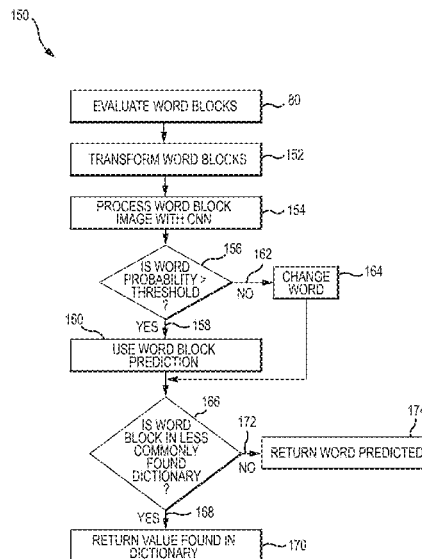 150
EVALUATE WORD BLOCKS
80
TRANSFORM WORD BLOCKS
152
PROCESS WORD BLOCK
IMAGE WITH CNN
154
156
IS WORD
PROBABILITY >
THRESHOLD
?
162
NO
CHANGE
WORD
164
YES
158
160
USE WORD BLOCK
PREDICTION
166
IS WORD
BLOCK IN LESS
COMMONLY
FOUND
DICTIONARY
?
172
NO
174
RETURN WORD PREDICTED
YES
168
RETURN VALUE FOUND IN
DICTIONARY
170